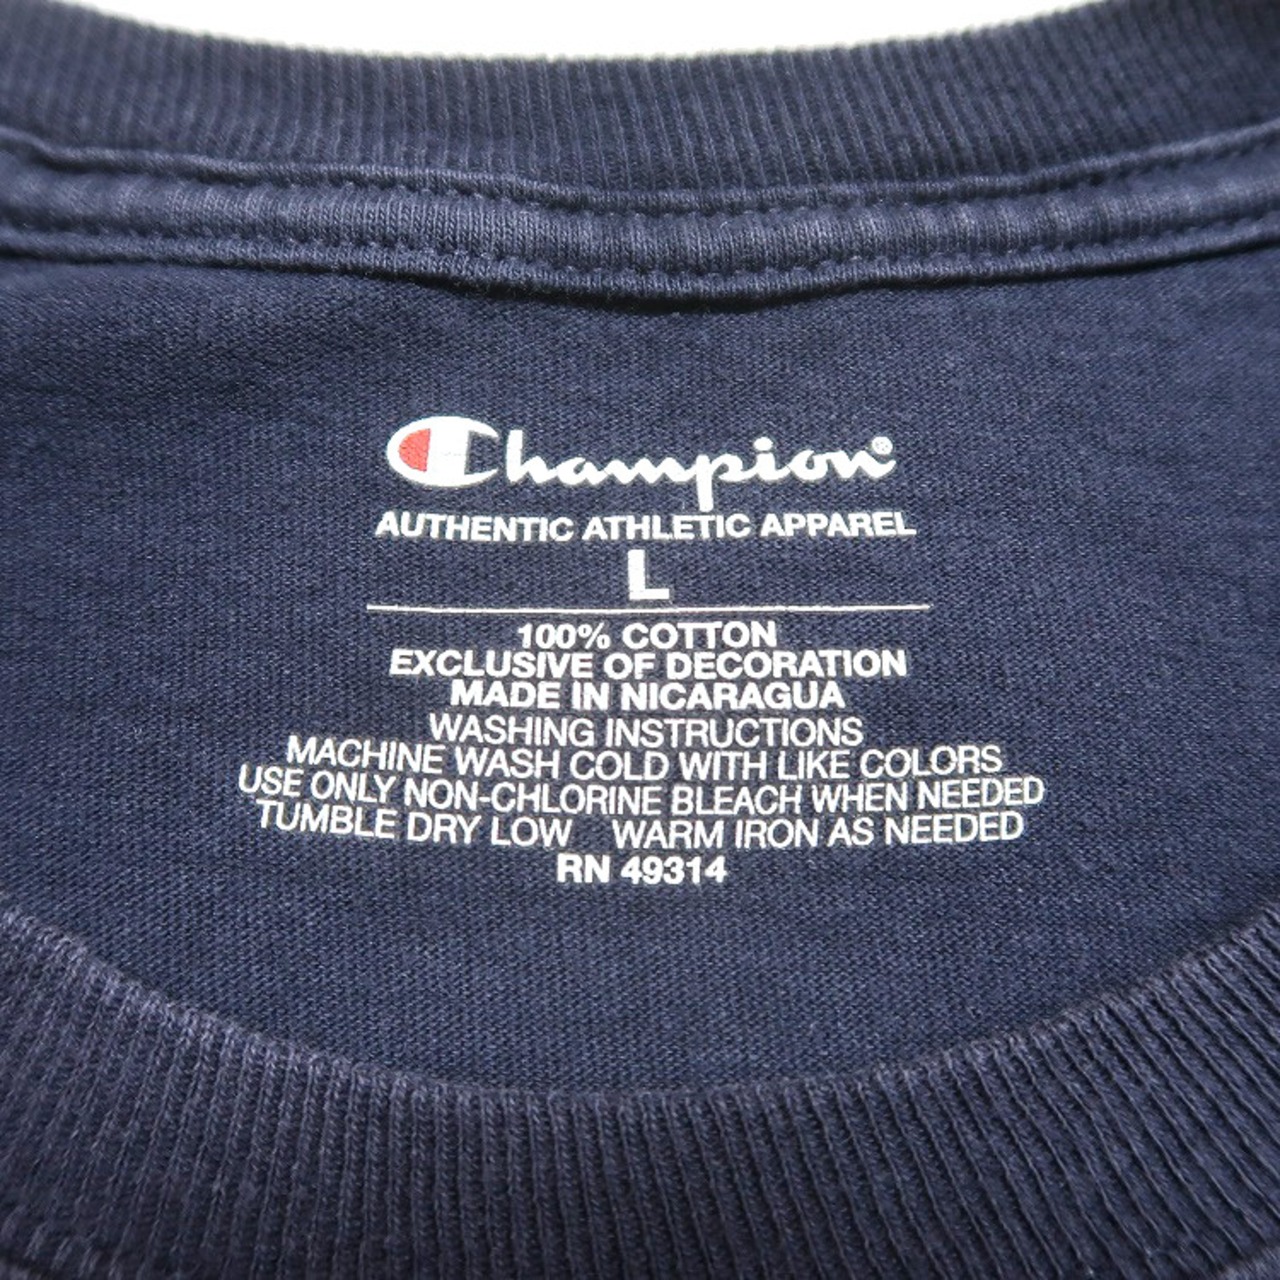 Champion®
AUTHENTIC ATHLETIC APPAREL
L
100% COTTON
EXCLUSIVE OF DECORATION
MADE IN NICARAGUA
WASHING INSTRUCTIONS
MACHINE WASH COLD WITH LIKE COLORS
USE ONLY NON-CHLORINE BLEACH WHEN NEEDED
TUMBLE DRY LOW WARM IRON AS NEEDED
RN 49314